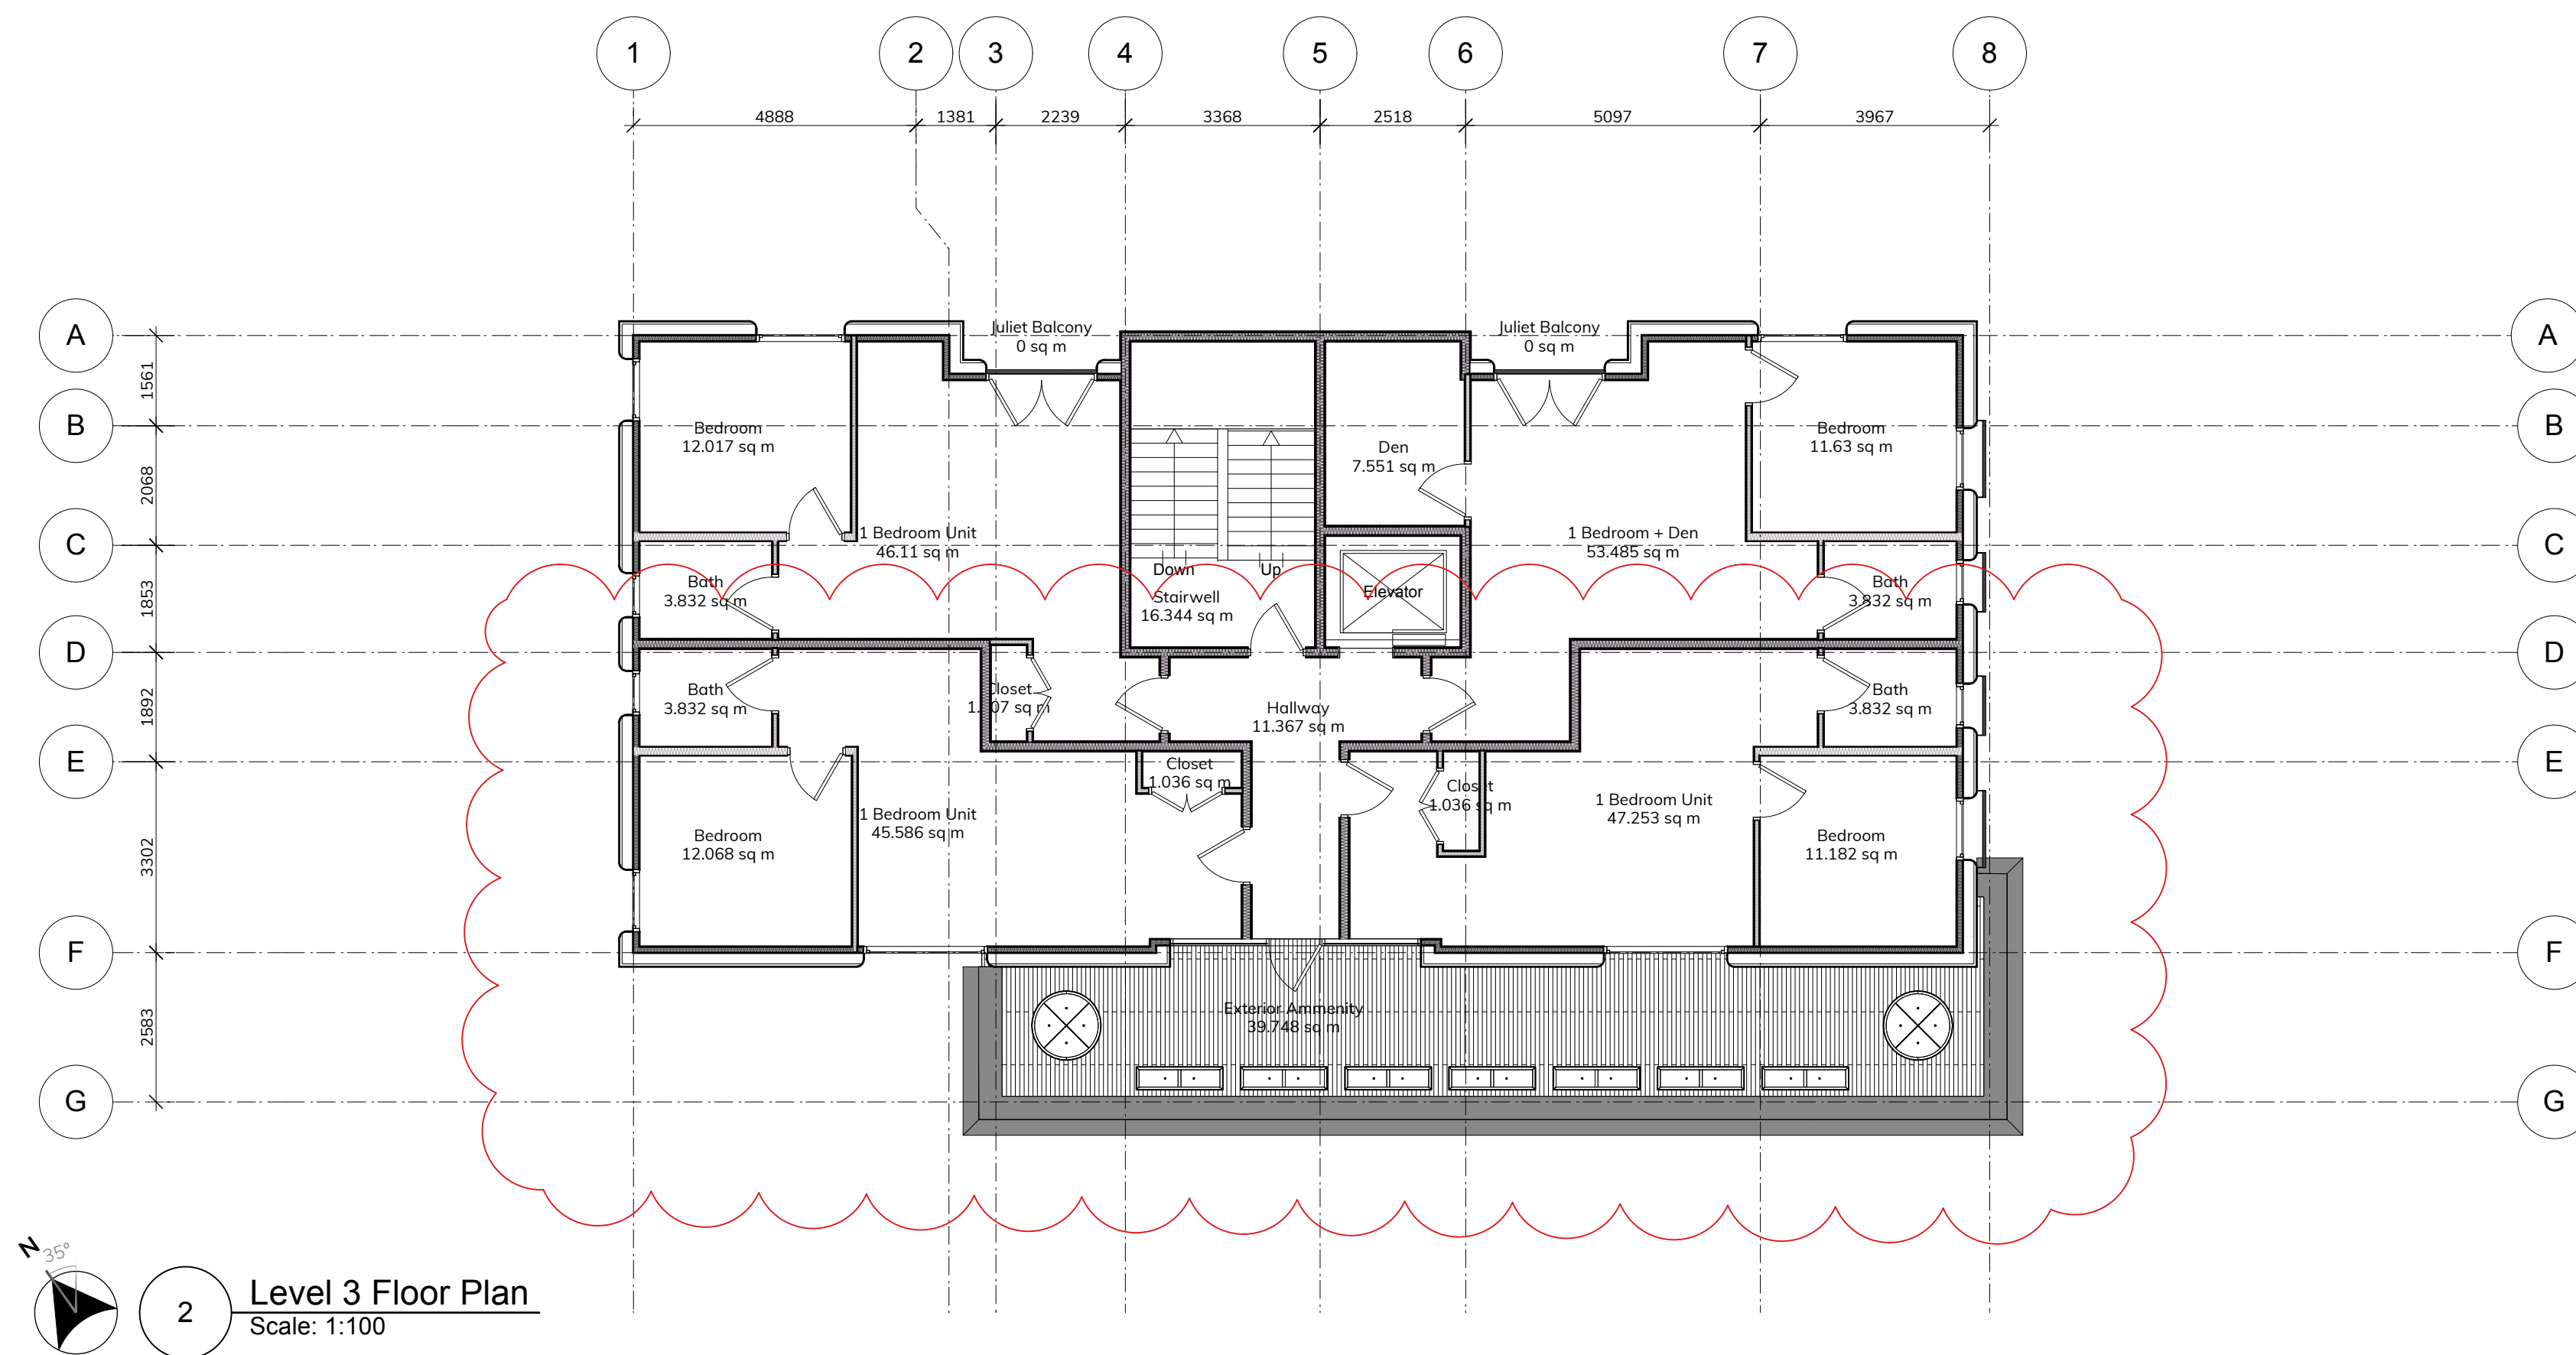 1 2 3 4 5 6 7 8
4888 1381 2239 3368 2518 5097 3967
A A
Juliet Balcony
0 sq m
Juliet Balcony
0 sq m
1561
B B
Bedroom
12.017 sq m
Den
7.551 sq m
Bedroom
11.63 sq m
2068
C C
1 Bedroom Unit
46.11 sq m
1 Bedroom + Den
53.485 sq m
Down Up
Bath
3.832 sq m
Stairwell
16.344 sq m
Elevator
Bath
3.832 sq m
1853
D D
Bath
3.832 sq m
Closet
sq m
Hallway
11.367 sq m
Bath
3.832 sq m
1892
E E
Closet
1.036 sq m
Closet
1.036 sq m
1 Bedroom Unit
45.586 sq m
1 Bedroom Unit
47.253 sq m
Bedroom
12.068 sq m
Bedroom
11.182 sq m
3302
F F
Exterior Ammenity
39.748 sq m
2583
G G
N 35°
2
Level 3 Floor Plan
Scale: 1:100